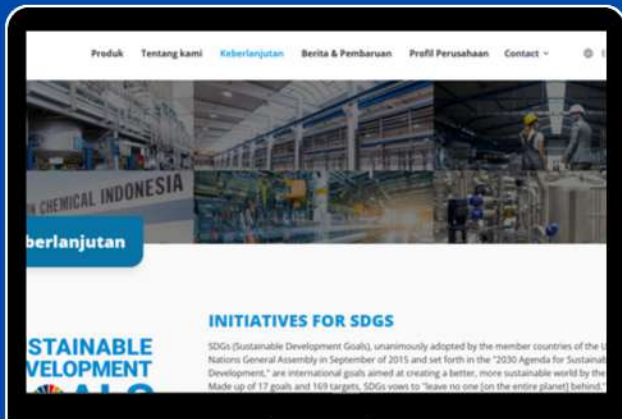 Produk Tentang kami Keberlanjutan Berita & Pembaruan Profil Perusahaan Contact
CHEMICAL INDONESIA
berlanjutan
INITIATIVES FOR SDGS
STAINABLE
VELOPMENT
SDGs (Sustainable Development Goals), unanimously adopted by the member countries of the U
Nations General Assembly in September of 2015 and set forth in the "2030 Agenda for Sustainab
Development," are international goals aimed at creating a better, more sustainable world by the
Made up of 17 goals and 169 targets, SDGs vows to "leave no one [on the entire planet] behind."